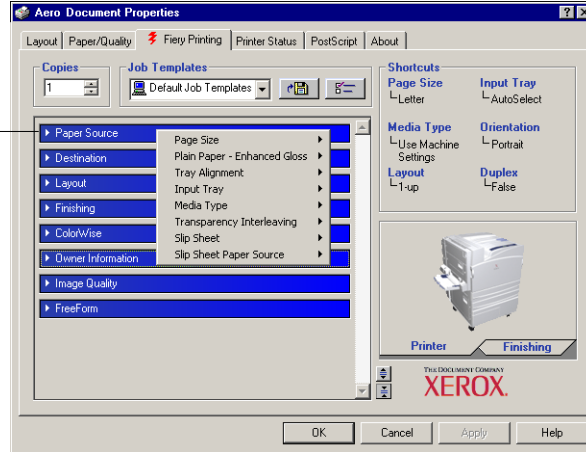 Aero Document Properties
Layout
Paper/Quality
Fiery Printing
Printer Status
PostScript
About
Copies
1
Job Templates
Default Job Templates
Paper Source
Destination
Layout
Finishing
ColorWise
Owner Information
Image Quality
FreeForm
Page Size
Plain Paper - Enhanced Gloss
Tray Alignment
Input Tray
Media Type
Transparency Interleaving
Slip Sheet
Slip Sheet Paper Source
Shortcuts
Page Size
Letter
Input Tray
AutoSelect
Media Type
Use Machine
Settings
Orientation
Portrait
Layout
1-up
Duplex
False
Printer
Finishing
THE DOCUMENT COMPANY
XEROX.
OK
Cancel
Apply
Help